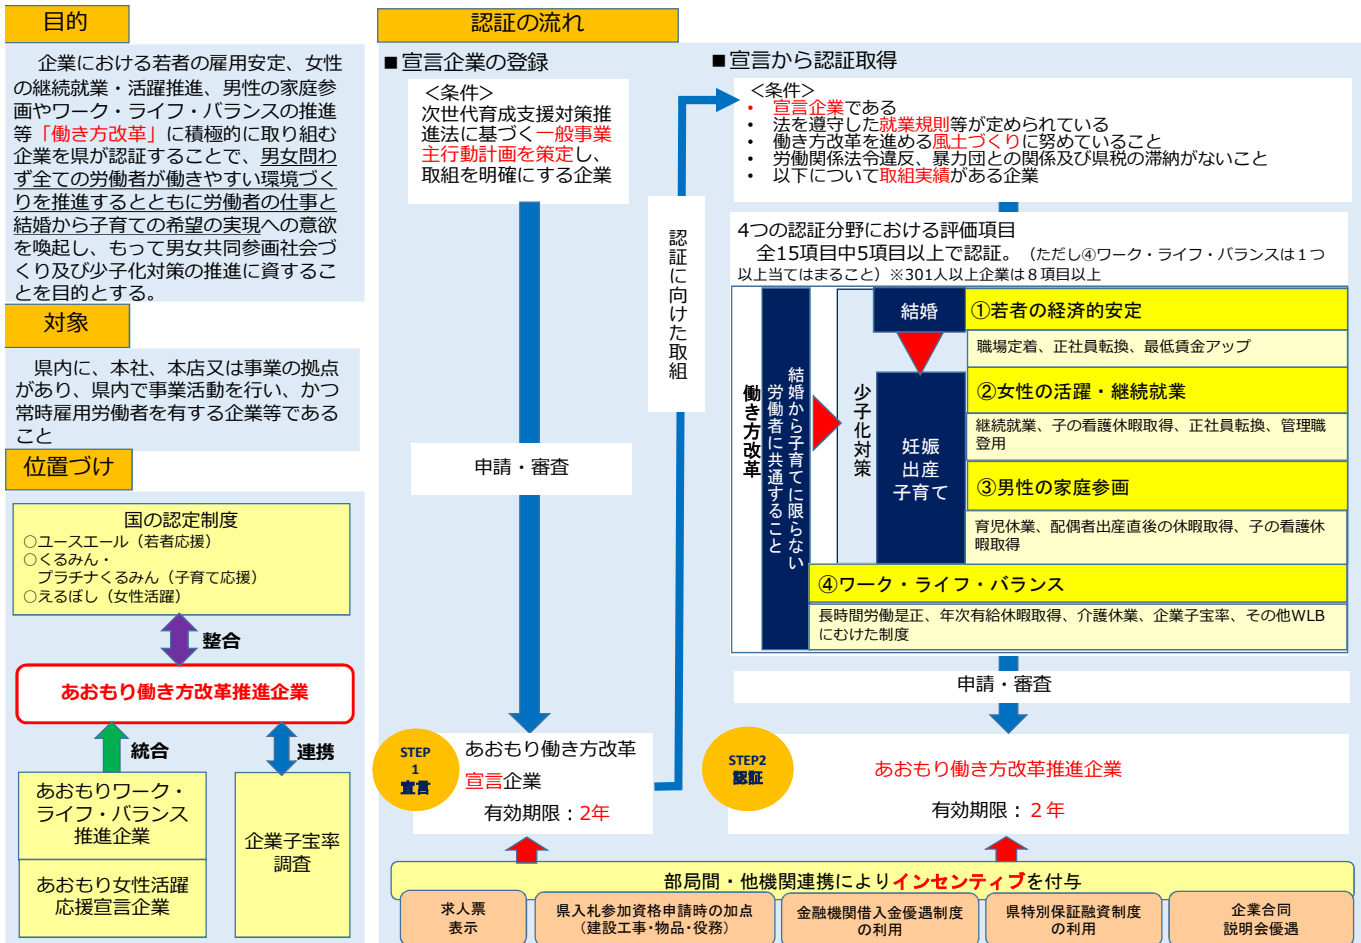 目的
企業における若者の雇用安定、女性
の継続就業・活躍推進、男性の家庭参
画やワーク・ライフ・バランスの推進
等「働き方改革」に積極的に取り組む
企業を県が認証することで、男女問わ
ず全ての労働者が働きやすい環境づく
りを推進するとともに労働者の仕事と
結婚から子育ての希望の実現への意欲
を喚起し、もって男女共同参画社会づ
くり及び少子化対策の推進に資するこ
とを目的とする。
対象
県内に、本社、本店又は事業の拠点
があり、県内で事業活動を行い、かつ
常時雇用労働者を有する企業等である
こと
位置づけ
国の認定制度
○ユースエール（若者応援）
○くるみん・
プラチナくるみん（子育て応援）
○えるぼし（女性活躍）
整合
あおもり働き方改革推進企業
統合
連携
あおもりワーク・
ライフ・バランス
推進企業
あおもり女性活躍
応援宣言企業
企業子宝率
調査
認証の流れ
■宣言企業の登録
＜条件＞
次世代育成支援対策推
進法に基づく一般事業
主行動計画を策定し、
取組を明確にする企業
申請・審査
STEP
1
宣言
あおもり働き方改革
宣言企業
有効期限：2年
認証に向けた取組
■宣言から認証取得
＜条件＞
• 宣言企業である
• 法を遵守した就業規則等が定められている
• 働き方改革を進める風土づくりに努めていること
• 労働関係法令違反、暴力団との関係及び県税の滞納がないこと
• 以下について取組実績がある企業
4つの認証分野における評価項目
全15項目中5項目以上で認証。（ただし④ワーク・ライフ・バランスは１つ
以上当てはまること）※301人以上企業は８項目以上
働き方改革
結婚から子育てに限らない
労働者に共通すること
少子化対策
結婚
妊娠
出産
子育て
①若者の経済的安定
職場定着、正社員転換、最低賃金アップ
②女性の活躍・継続就業
継続就業、子の看護休暇取得、正社員転換、管理職
登用
③男性の家庭参画
育児休業、配偶者出産直後の休暇取得、子の看護休
暇取得
④ワーク・ライフ・バランス
長時間労働是正、年次有給休暇取得、介護休業、企業子宝率、その他WLB
にむけた制度
申請・審査
STEP2
認証
あおもり働き方改革推進企業
有効期限：２年
部局間・他機関連携によりインセンティブを付与
求人票
表示
県入札参加資格申請時の加点
（建設工事・物品・役務）
金融機関借入金優遇制度
の利用
県特別保証融資制度
の利用
企業合同
説明会優遇